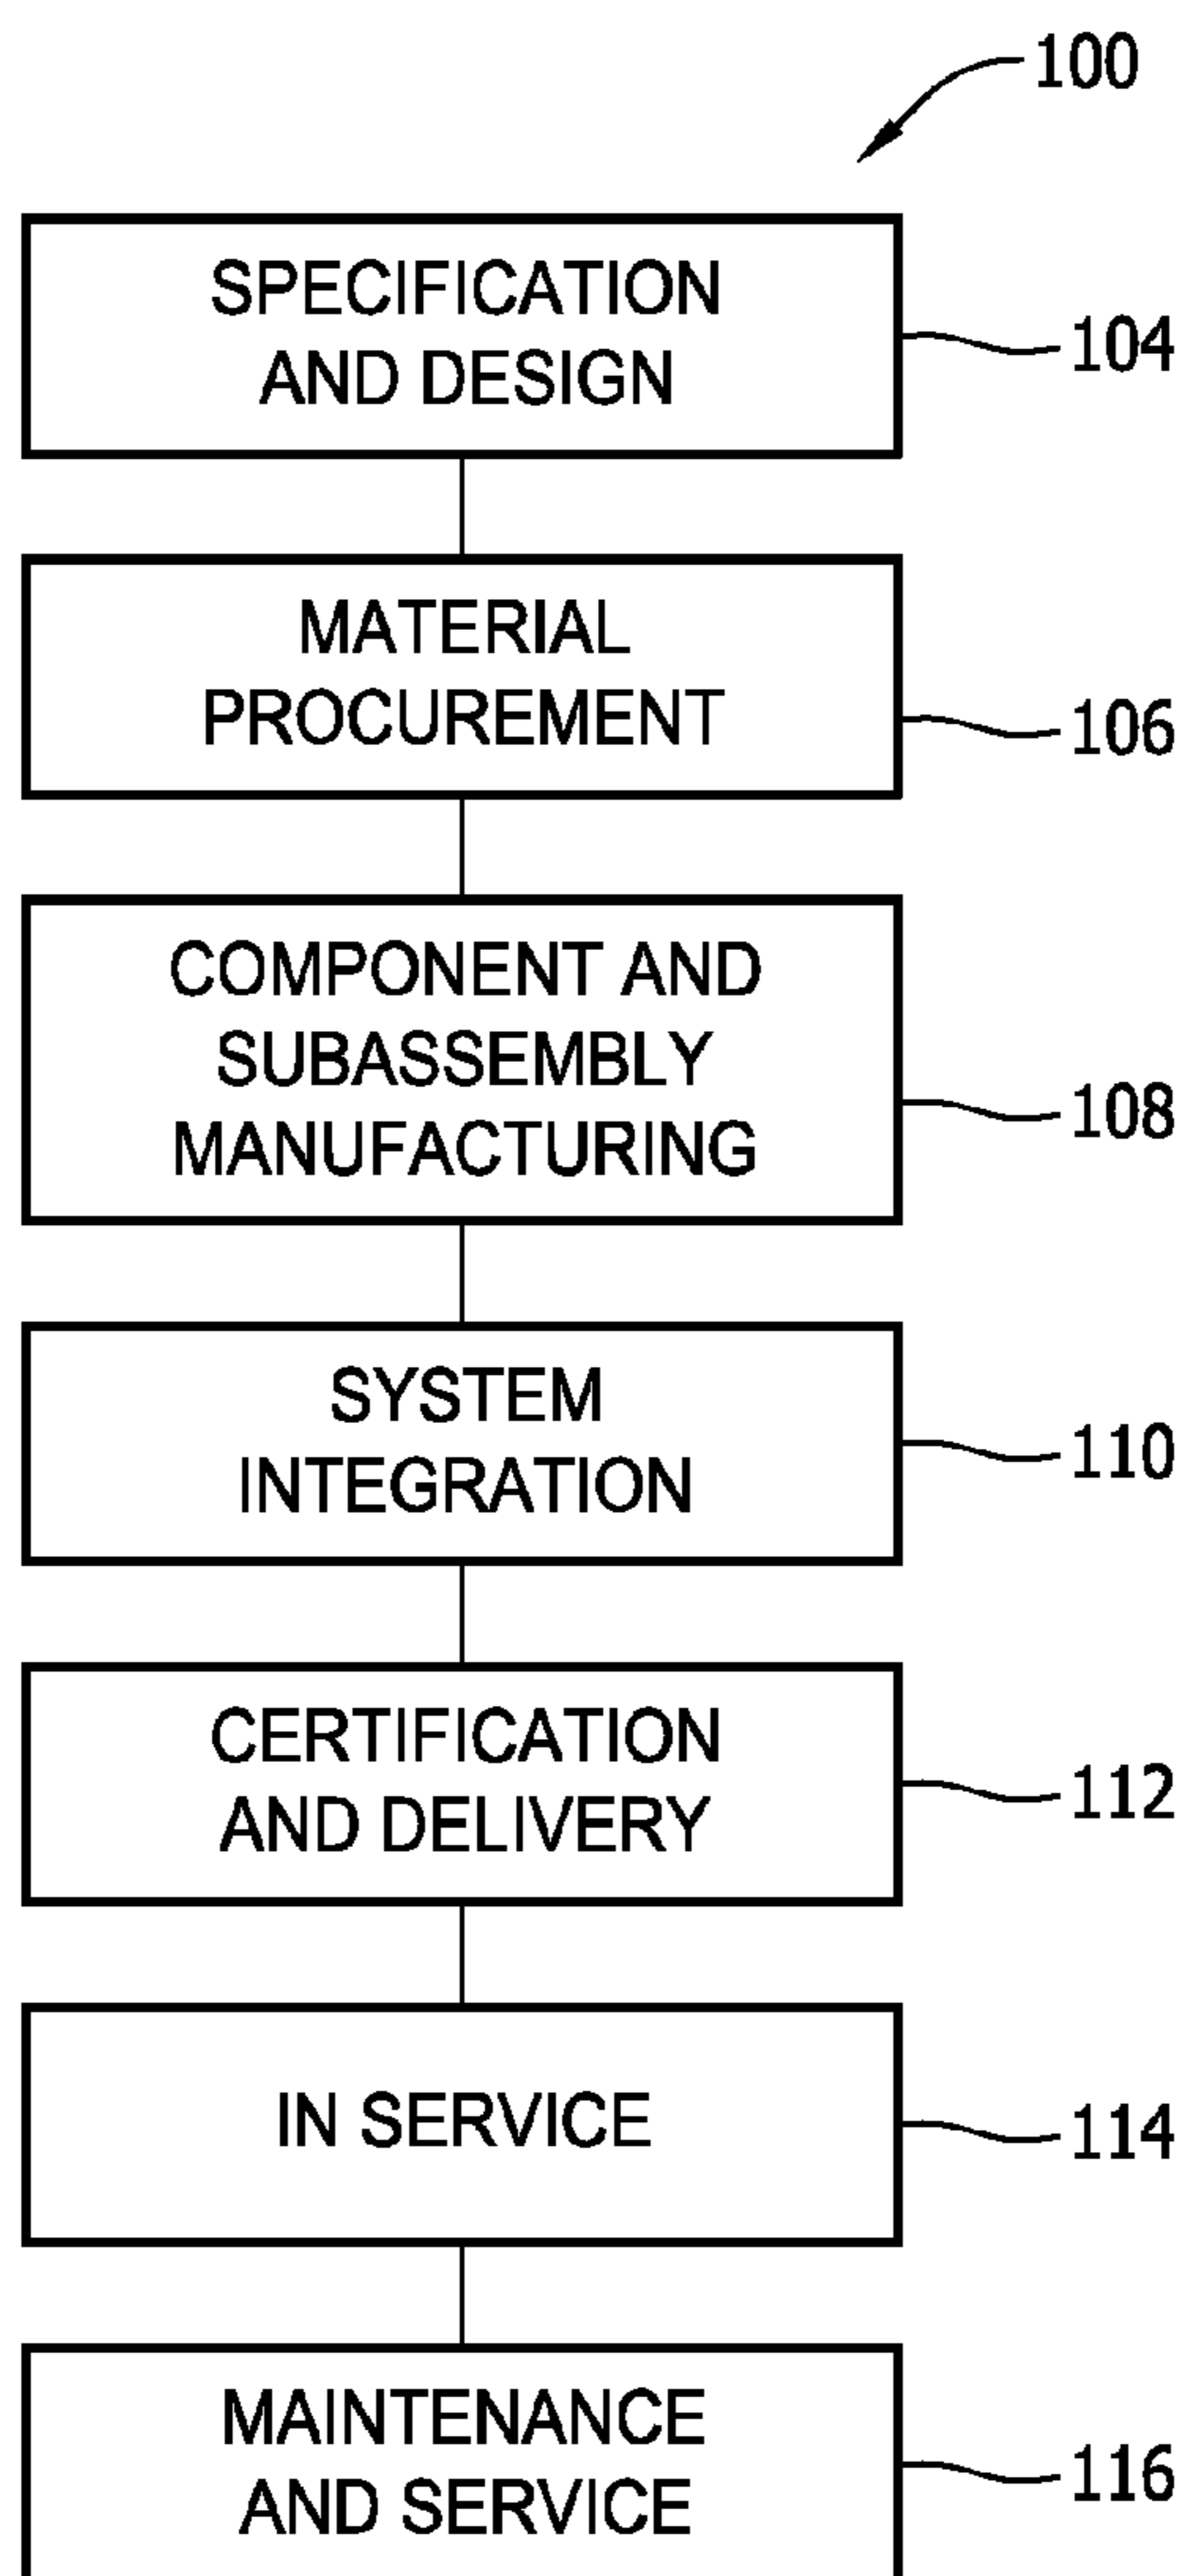 100
SPECIFICATION
AND DESIGN
104
MATERIAL
PROCUREMENT
106
COMPONENT AND
SUBASSEMBLY
MANUFACTURING
108
SYSTEM
INTEGRATION
110
CERTIFICATION
AND DELIVERY
112
IN SERVICE
114
MAINTENANCE
AND SERVICE
116